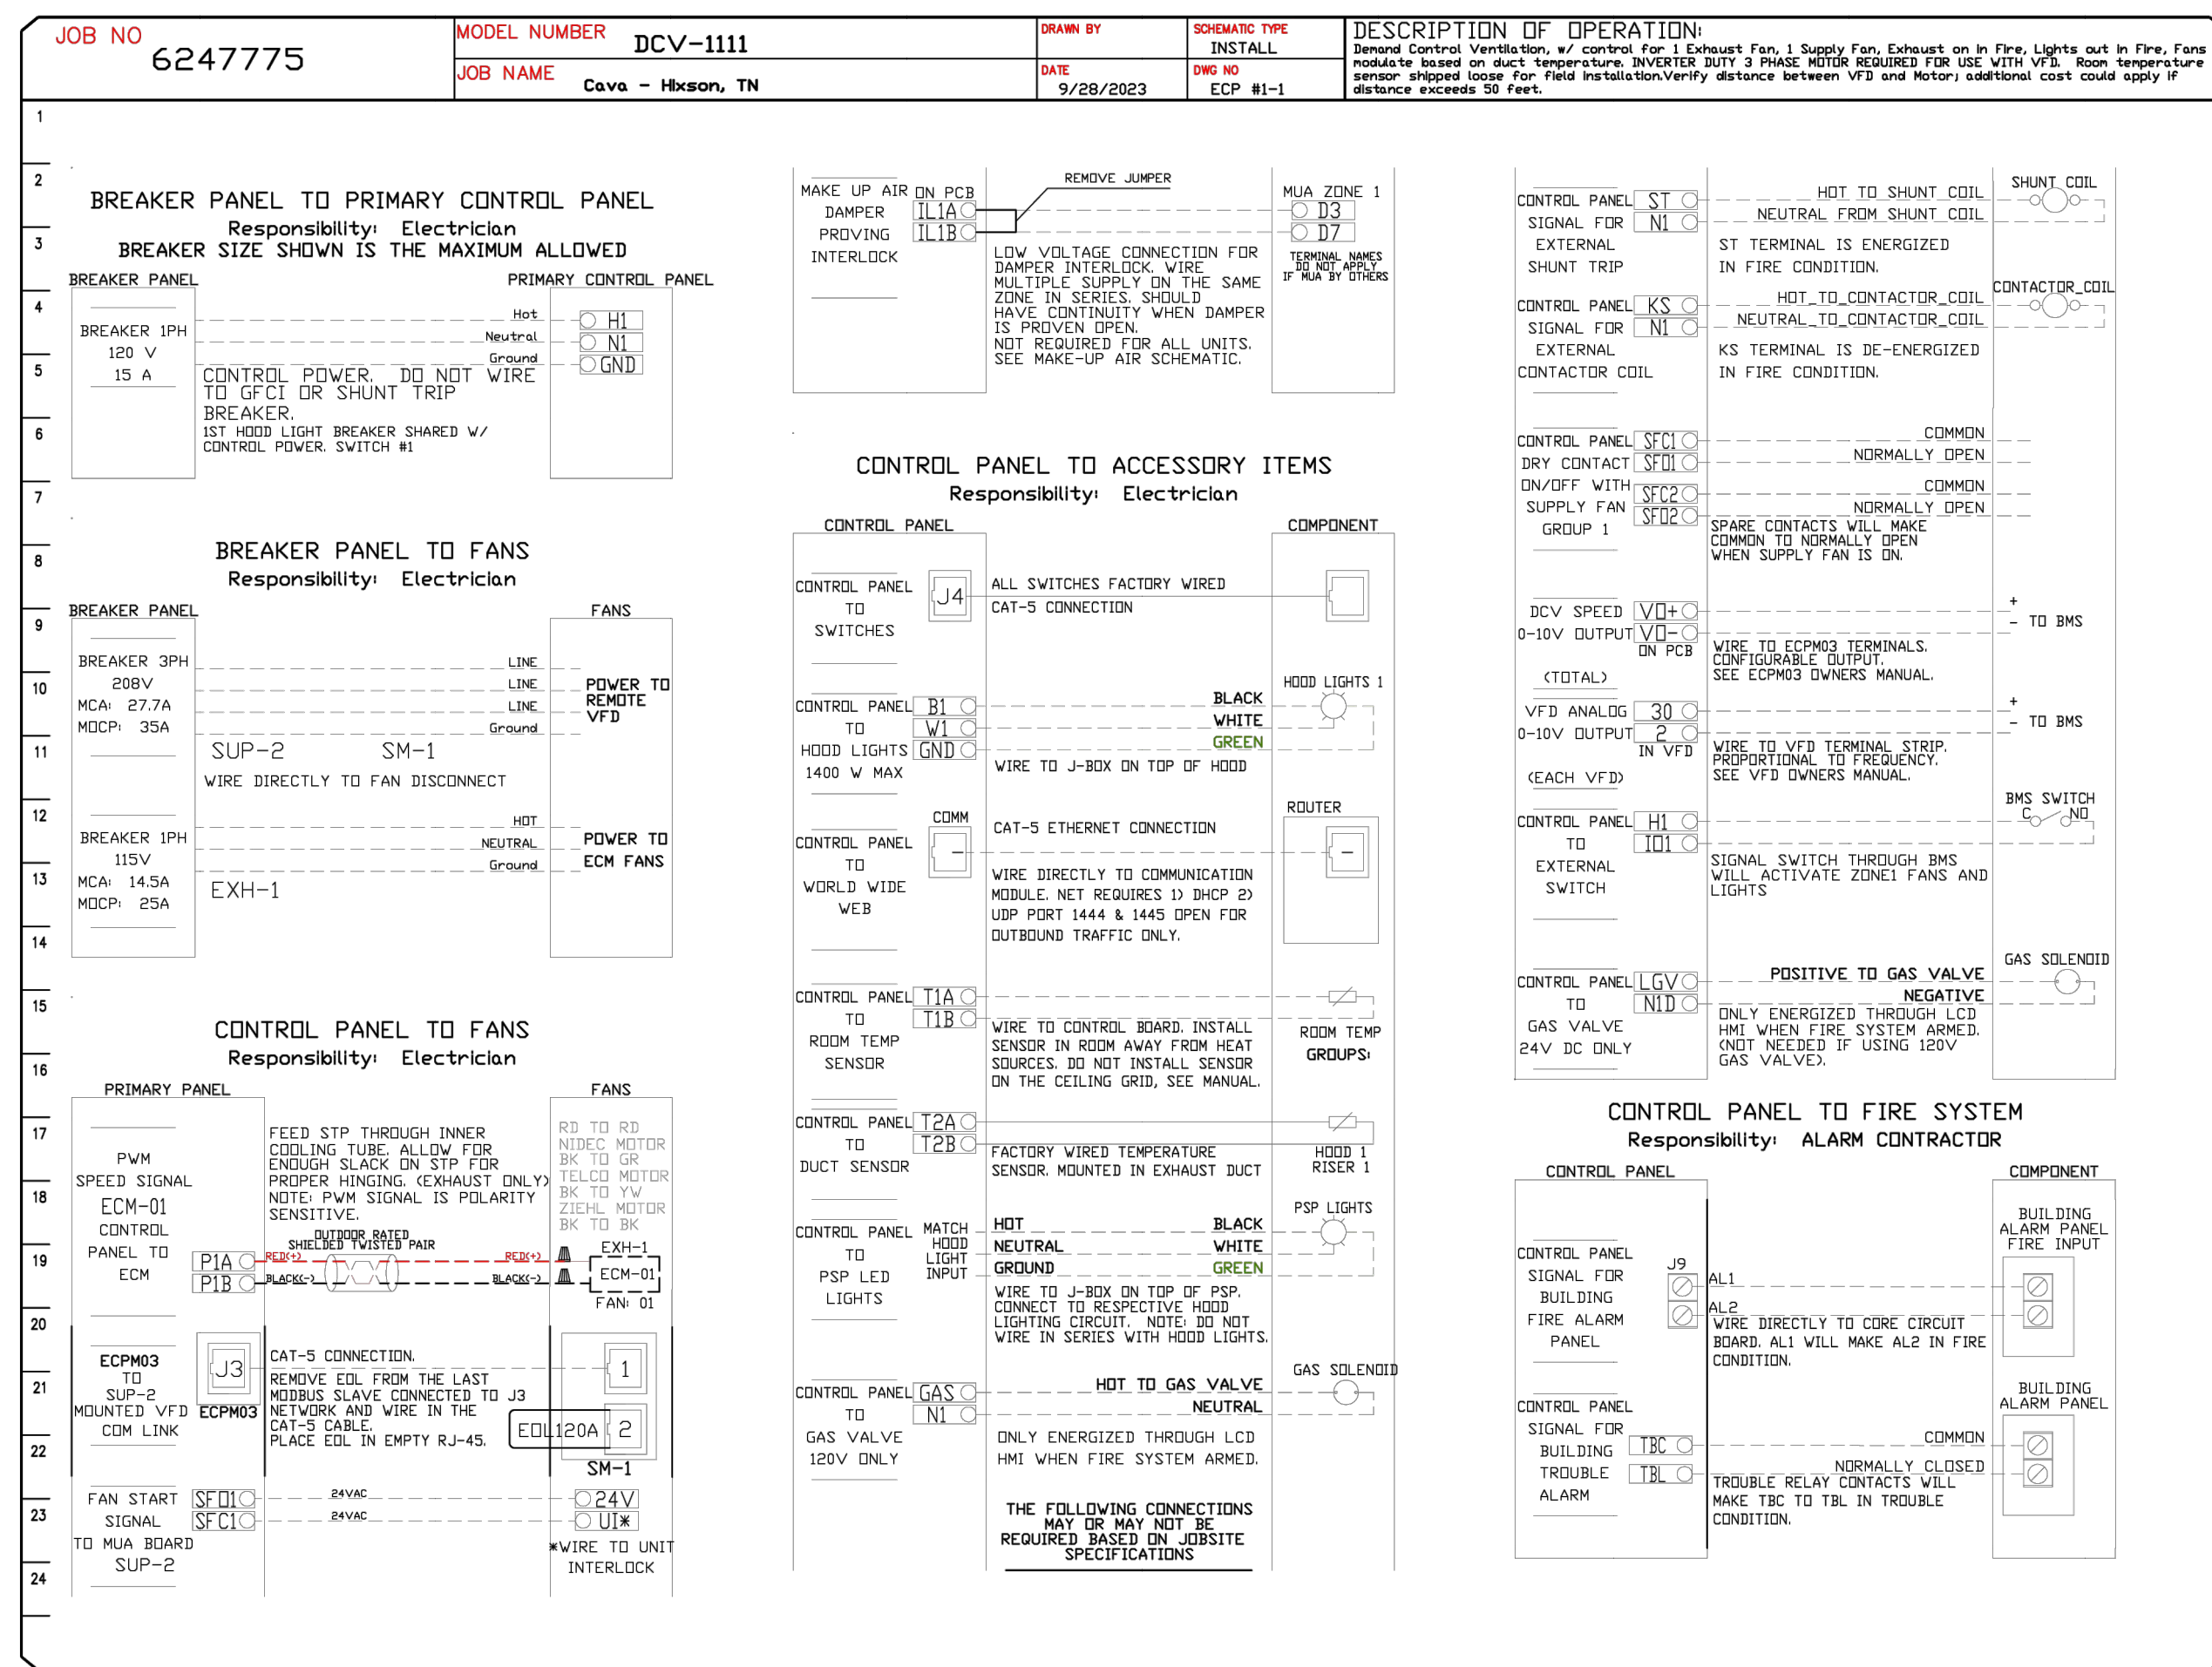 JOB NO
6247775
MODEL NUMBER
DCV-1111
JOB NAME
Cava - Hixson, TN
DRAWN BY
DATE
9/28/2023
SCHEMATIC TYPE
INSTALL
DWG NO
ECP #1-1
DESCRIPTION OF OPERATION:
Demand Control Ventilation, w/ control for 1 Exhaust Fan, 1 Supply Fan, Exhaust on in Fire, Lights out in Fire, Fans
modulate based on duct temperature. INVERTER DUTY 3 PHASE MOTOR REQUIRED FOR USE WITH VFD. Room temperature
sensor shipped loose for field installation.Verify distance between VFD and Motor; additional cost could apply if
distance exceeds 50 feet.
1
2
3
4
5
6
7
8
9
10
11
12
13
14
15
16
17
18
19
20
21
22
23
24
BREAKER PANEL TO PRIMARY CONTROL PANEL
Responsibility: Electrician
BREAKER SIZE SHOWN IS THE MAXIMUM ALLOWED
BREAKER PANEL
PRIMARY CONTROL PANEL
BREAKER 1PH
120 V
15 A
Hot
H1
Neutral
N1
Ground
GND
CONTROL POWER. DO NOT WIRE
TO GFCI OR SHUNT TRIP
BREAKER.
1ST HOOD LIGHT BREAKER SHARED W/
CONTROL POWER. SWITCH #1
BREAKER PANEL TO FANS
Responsibility: Electrician
BREAKER PANEL
FANS
BREAKER 3PH
208V
MCA: 27.7A
MOCP: 35A
LINE
LINE
LINE
Ground
POWER TO
REMOTE
VFD
SUP-2
SM-1
WIRE DIRECTLY TO FAN DISCONNECT
BREAKER 1PH
115V
MCA: 14.5A
MOCP: 25A
HOT
NEUTRAL
Ground
POWER TO
ECM FANS
EXH-1
CONTROL PANEL TO FANS
Responsibility: Electrician
PRIMARY PANEL
FANS
PWM
SPEED SIGNAL
ECM-01
CONTROL
PANEL TO
ECM
P1A
P1B
FEED STP THROUGH INNER
COOLING TUBE. ALLOW FOR
ENOUGH SLACK ON STP FOR
PROPER HINGING. (EXHAUST ONLY)
NOTE: PWM SIGNAL IS POLARITY
SENSITIVE.
OUTDOOR RATED
SHIELDED TWISTED PAIR
RED(+)
RED(+)
BLACK(-)
BLACK(-)
RD TO RD
NIDEC MOTOR
BK TO GR
TELCO MOTOR
BK TO YW
ZIEHL MOTOR
BK TO BK
EXH-1
ECM-01
FAN: 01
ECPM03
TO
SUP-2
MOUNTED VFD
COM LINK
J3
ECPM03
CAT-5 CONNECTION.
REMOVE EOL FROM THE LAST
MODBUS SLAVE CONNECTED TO J3
NETWORK AND WIRE IN THE
CAT-5 CABLE.
PLACE EOL IN EMPTY RJ-45.
1
EOL120A
2
SM-1
FAN START
SIGNAL
TO MUA BOARD
SUP-2
SFO1
SFC1
24VAC
24VAC
24V
UI*
*WIRE TO UNIT
INTERLOCK
MAKE UP AIR
DAMPER
PROVING
INTERLOCK
ON PCB
IL1A
IL1B
REMOVE JUMPER
MUA ZONE 1
D3
D7
TERMINAL NAMES
DO NOT APPLY
IF MUA BY OTHERS
LOW VOLTAGE CONNECTION FOR
DAMPER INTERLOCK. WIRE
MULTIPLE SUPPLY ON THE SAME
ZONE IN SERIES. SHOULD
HAVE CONTINUITY WHEN DAMPER
IS PROVEN OPEN.
NOT REQUIRED FOR ALL UNITS.
SEE MAKE-UP AIR SCHEMATIC.
CONTROL PANEL TO ACCESSORY ITEMS
Responsibility: Electrician
CONTROL PANEL
COMPONENT
CONTROL PANEL
TO
SWITCHES
J4
ALL SWITCHES FACTORY WIRED
CAT-5 CONNECTION
CONTROL PANEL
TO
HOOD LIGHTS
1400 W MAX
B1
W1
GND
BLACK
WHITE
GREEN
HOOD LIGHTS 1
WIRE TO J-BOX ON TOP OF HOOD
CONTROL PANEL
TO
WORLD WIDE
WEB
COMM
CAT-5 ETHERNET CONNECTION
ROUTER
WIRE DIRECTLY TO COMMUNICATION
MODULE. NET REQUIRES 1) DHCP 2)
UDP PORT 1444 & 1445 OPEN FOR
OUTBOUND TRAFFIC ONLY.
CONTROL PANEL
TO
ROOM TEMP
SENSOR
T1A
T1B
WIRE TO CONTROL BOARD. INSTALL
SENSOR IN ROOM AWAY FROM HEAT
SOURCES. DO NOT INSTALL SENSOR
ON THE CEILING GRID, SEE MANUAL.
ROOM TEMP
GROUPS:
CONTROL PANEL
TO
DUCT SENSOR
T2A
T2B
FACTORY WIRED TEMPERATURE
SENSOR. MOUNTED IN EXHAUST DUCT
HOOD 1
RISER 1
CONTROL PANEL
TO
PSP LED
LIGHTS
MATCH
HOOD
LIGHT
INPUT
HOT
NEUTRAL
GROUND
BLACK
WHITE
GREEN
PSP LIGHTS
WIRE TO J-BOX ON TOP OF PSP.
CONNECT TO RESPECTIVE HOOD
LIGHTING CIRCUIT. NOTE: DO NOT
WIRE IN SERIES WITH HOOD LIGHTS.
CONTROL PANEL
TO
GAS VALVE
120V ONLY
GAS
N1
HOT TO GAS VALVE
NEUTRAL
GAS SOLENOID
ONLY ENERGIZED THROUGH LCD
HMI WHEN FIRE SYSTEM ARMED.
THE FOLLOWING CONNECTIONS
MAY OR MAY NOT BE
REQUIRED BASED ON JOBSITE
SPECIFICATIONS
CONTROL PANEL
SIGNAL FOR
EXTERNAL
SHUNT TRIP
ST
N1
HOT TO SHUNT COIL
NEUTRAL FROM SHUNT COIL
SHUNT COIL
ST TERMINAL IS ENERGIZED
IN FIRE CONDITION.
CONTROL PANEL
SIGNAL FOR
EXTERNAL
CONTACTOR COIL
KS
N1
HOT_TO_CONTACTOR_COIL
NEUTRAL_TO_CONTACTOR_COIL
CONTACTOR_COIL
KS TERMINAL IS DE-ENERGIZED
IN FIRE CONDITION.
CONTROL PANEL
DRY CONTACT
ON/OFF WITH
SUPPLY FAN
GROUP 1
SFC1
SFO1
SFC2
SFO2
COMMON
NORMALLY OPEN
COMMON
NORMALLY OPEN
SPARE CONTACTS WILL MAKE
COMMON TO NORMALLY OPEN
WHEN SUPPLY FAN IS ON.
DCV SPEED
0-10V OUTPUT
(TOTAL)
VO+
VO-
ON PCB
+
- TO BMS
WIRE TO ECPM03 TERMINALS.
CONFIGURABLE OUTPUT.
SEE ECPM03 OWNERS MANUAL.
VFD ANALOG
0-10V OUTPUT
(EACH VFD)
30
2
IN VFD
+
- TO BMS
WIRE TO VFD TERMINAL STRIP.
PROPORTIONAL TO FREQUENCY.
SEE VFD OWNERS MANUAL.
CONTROL PANEL
TO
EXTERNAL
SWITCH
H1
IO1
BMS SWITCH
C
NO
SIGNAL SWITCH THROUGH BMS
WILL ACTIVATE ZONE1 FANS AND
LIGHTS
CONTROL PANEL
TO
GAS VALVE
24V DC ONLY
LGV
N1D
POSITIVE TO GAS VALVE
NEGATIVE
GAS SOLENOID
ONLY ENERGIZED THROUGH LCD
HMI WHEN FIRE SYSTEM ARMED.
(NOT NEEDED IF USING 120V
GAS VALVE).
CONTROL PANEL TO FIRE SYSTEM
Responsibility: ALARM CONTRACTOR
CONTROL PANEL
COMPONENT
CONTROL PANEL
SIGNAL FOR
BUILDING
FIRE ALARM
PANEL
J9
AL1
AL2
BUILDING
ALARM PANEL
FIRE INPUT
WIRE DIRECTLY TO CORE CIRCUIT
BOARD. AL1 WILL MAKE AL2 IN FIRE
CONDITION.
CONTROL PANEL
SIGNAL FOR
BUILDING
TROUBLE
ALARM
TBC
TBL
COMMON
NORMALLY CLOSED
BUILDING
ALARM PANEL
TROUBLE RELAY CONTACTS WILL
MAKE TBC TO TBL IN TROUBLE
CONDITION.